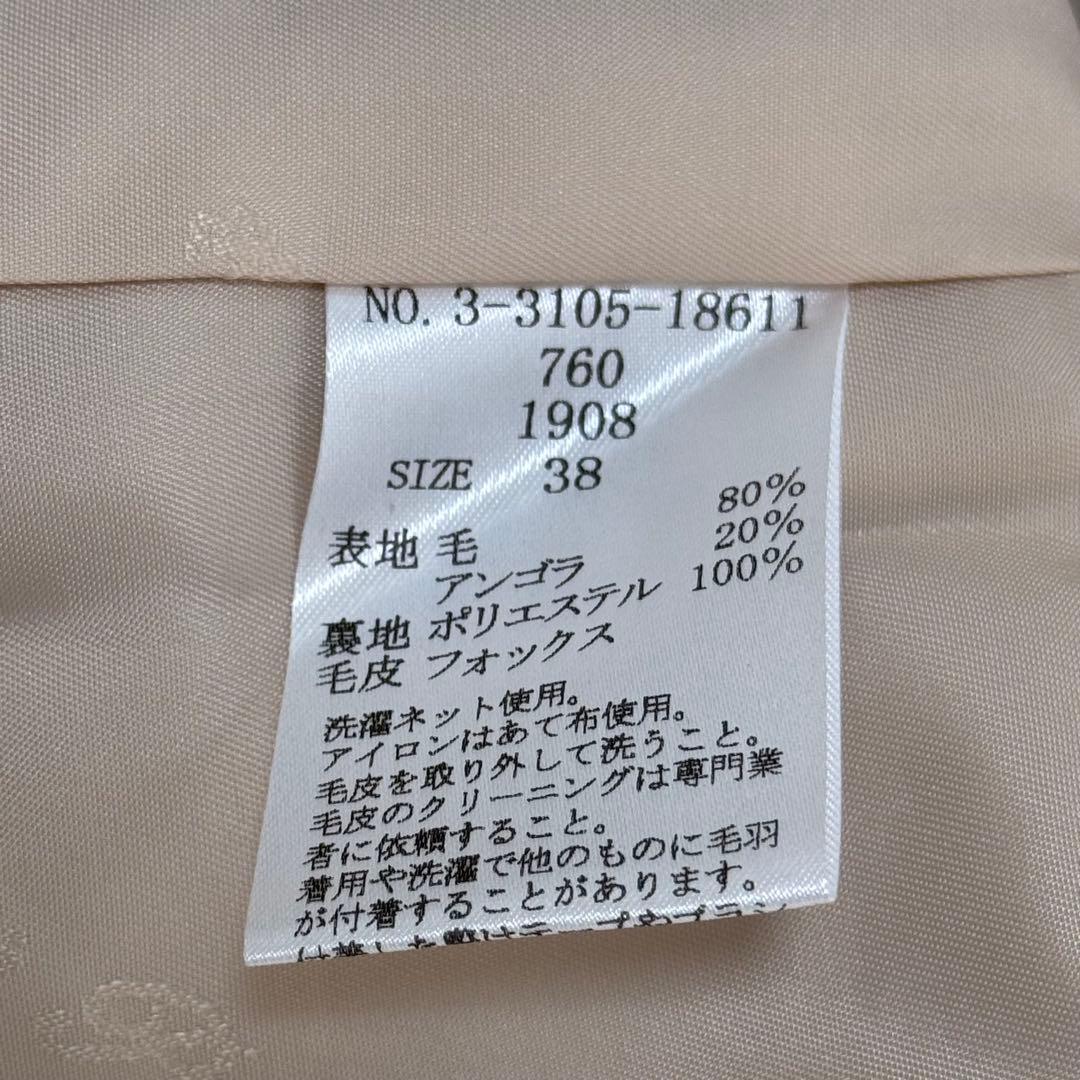 NO. 3-3105-18611
760
1908
SIZE 38
表地 毛 80%
アンゴラ 20%
裏地 ポリエステル 100%
毛皮 フォックス
洗濯ネット使用。
アイロンはあて布使用。
毛皮を取り外して洗うこと。
毛皮のクリーニングは専門業
者に依頼すること。
着用や洗濯で他のものに毛羽
が付着することがあります。